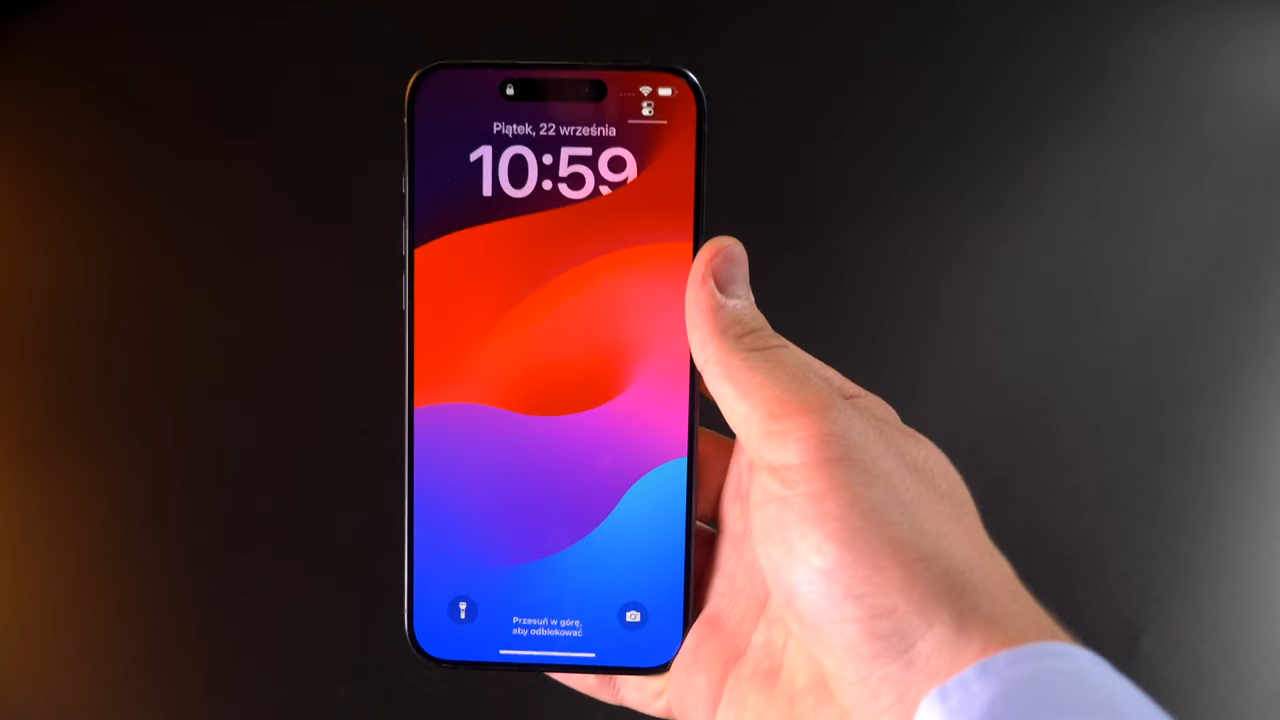 Piątek, 22 września
10:59
Przesuń w górę,
aby odblokować